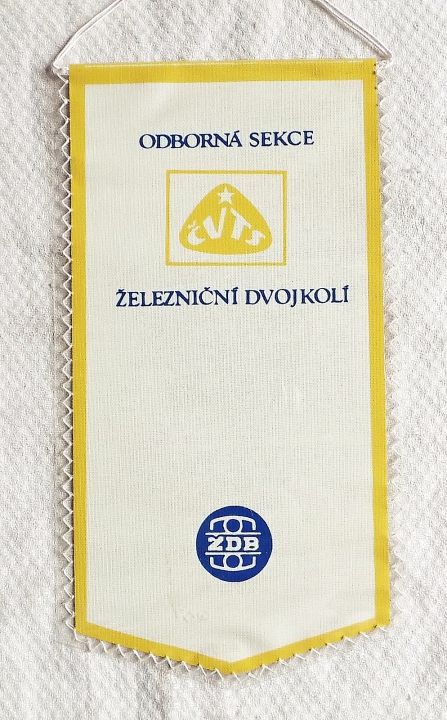 ODBORNÁ SEKCE
ČVTS
ŽELEZNIČNÍ DVOJKOLÍ
ŽDB